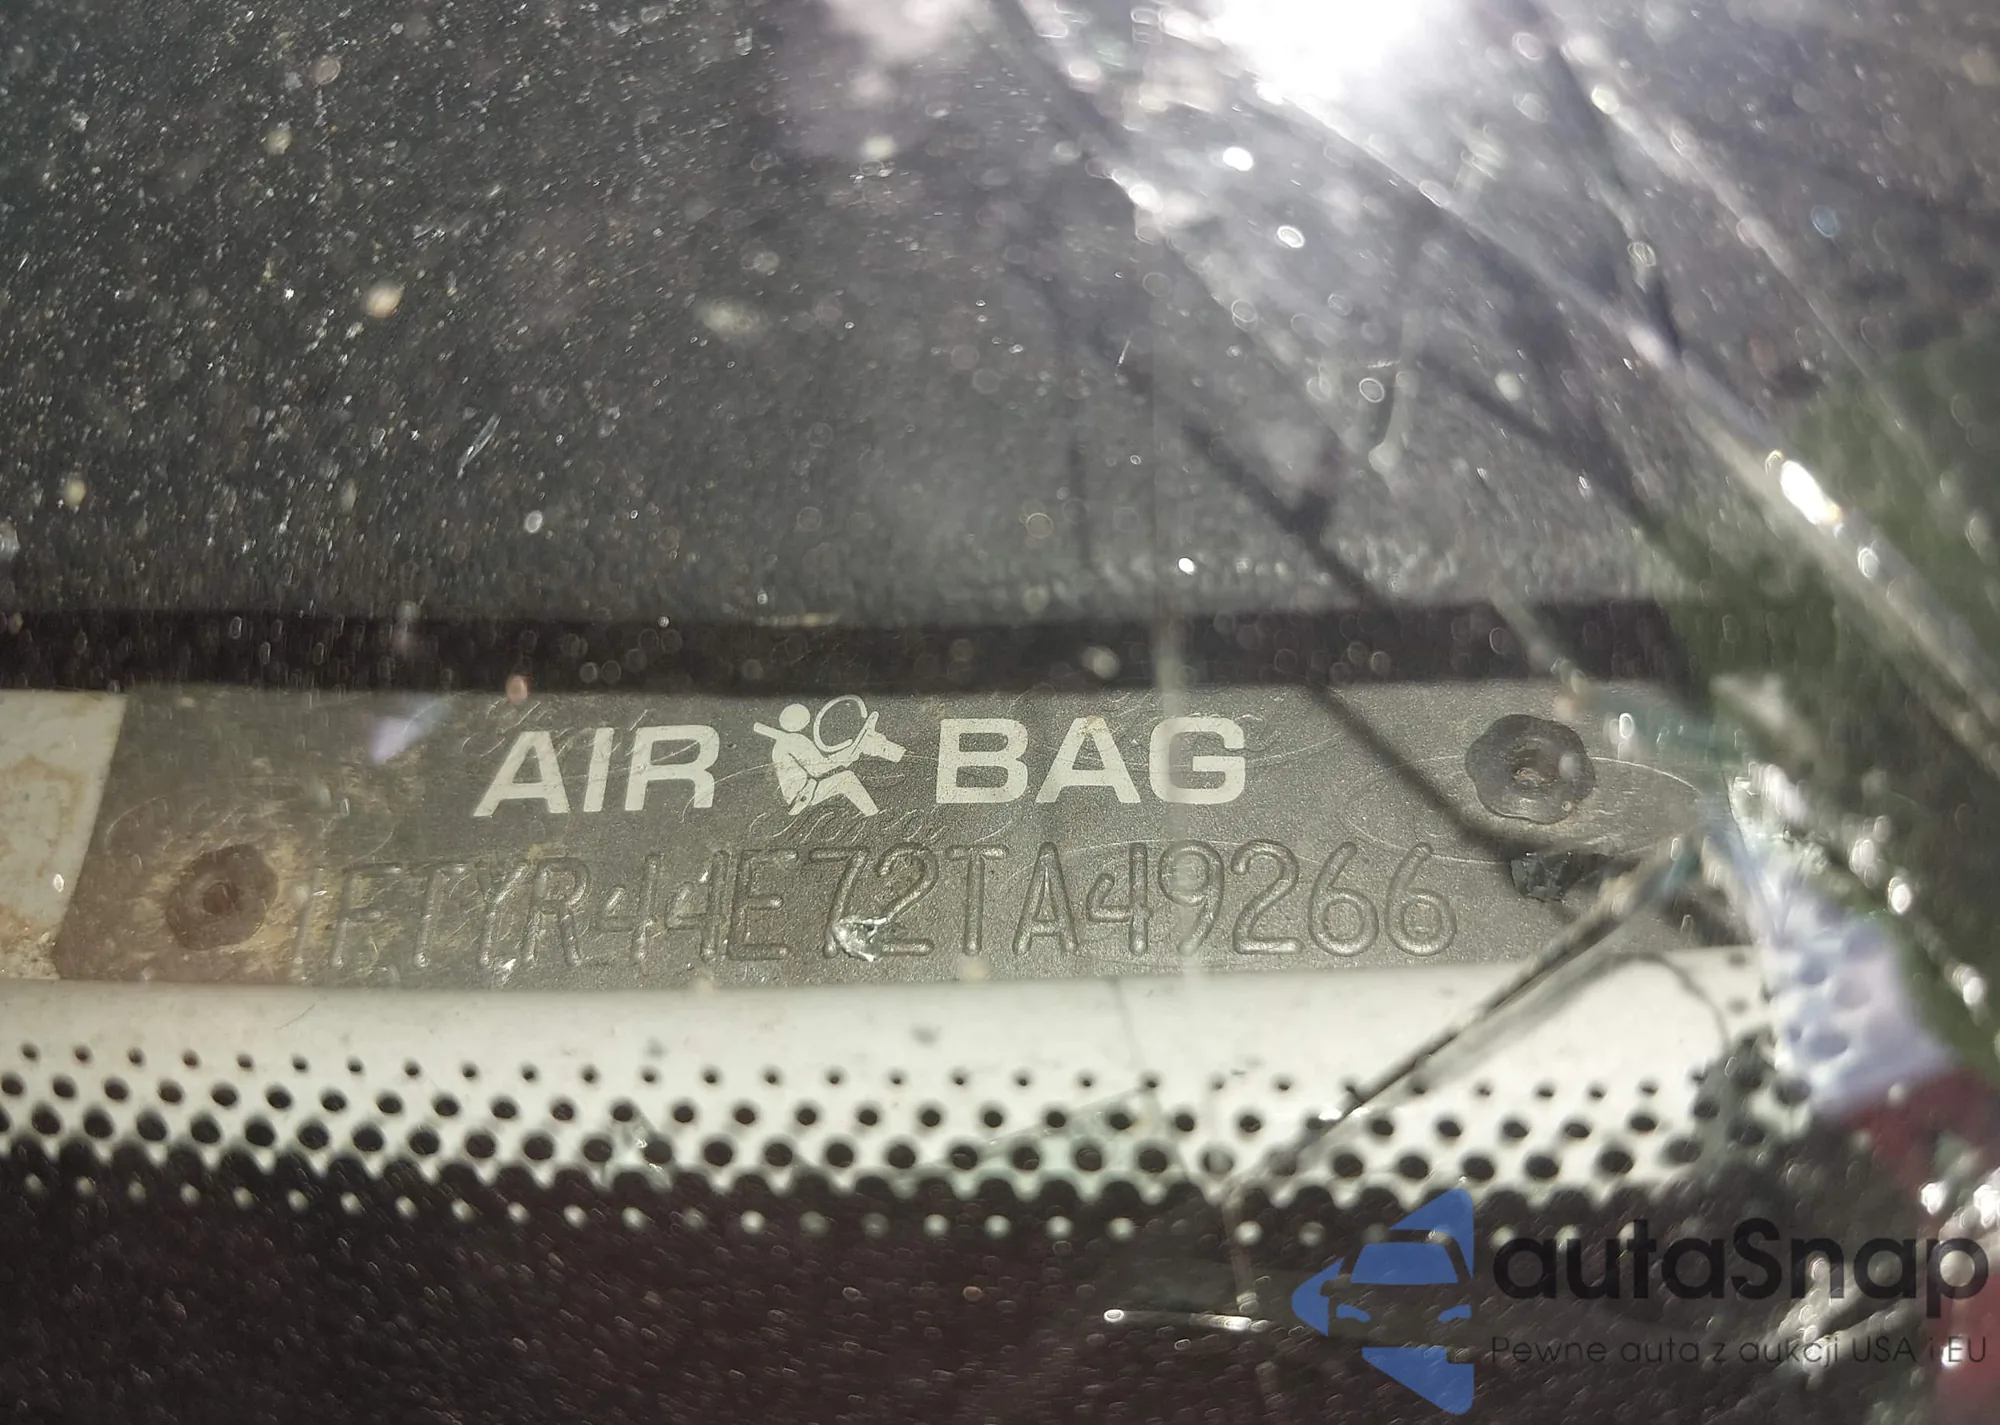 AIR BAG
1FTYR44E72TA49266
autaSnap
Pewne auta z aukcji USA i EU